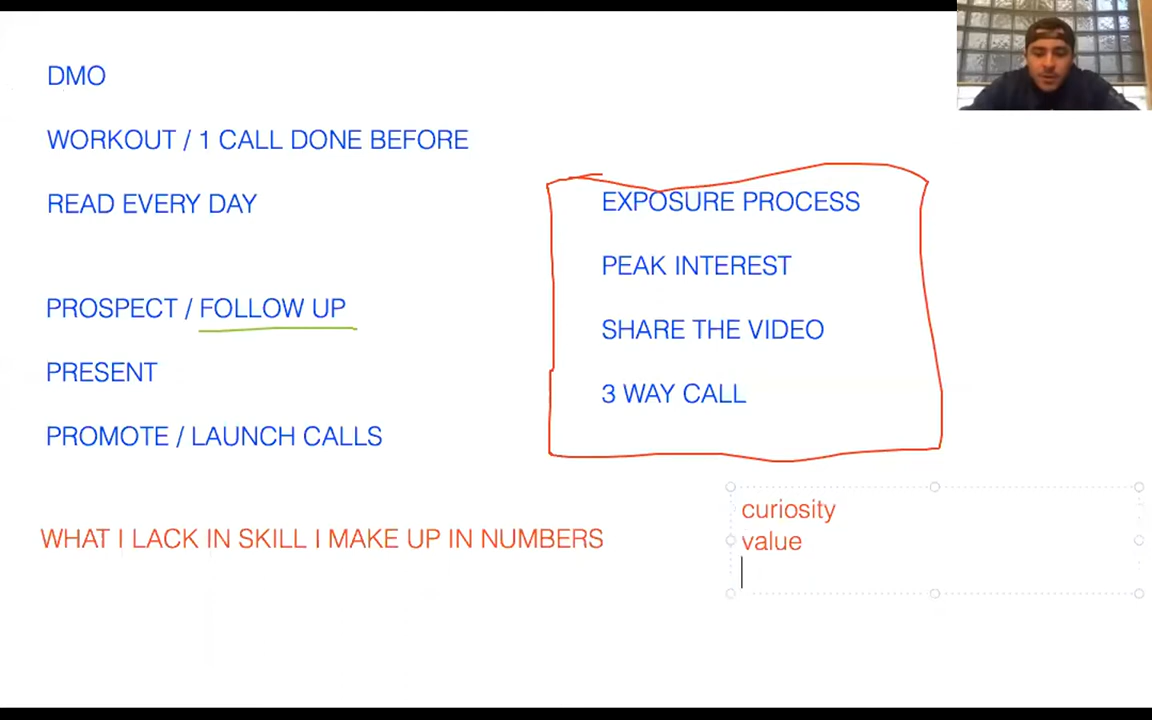 DMO
WORKOUT / 1 CALL DONE BEFORE
READ EVERY DAY
PROSPECT / FOLLOW UP
PRESENT
PROMOTE / LAUNCH CALLS
EXPOSURE PROCESS
PEAK INTEREST
SHARE THE VIDEO
3 WAY CALL
WHAT I LACK IN SKILL I MAKE UP IN NUMBERS
curiosity
value